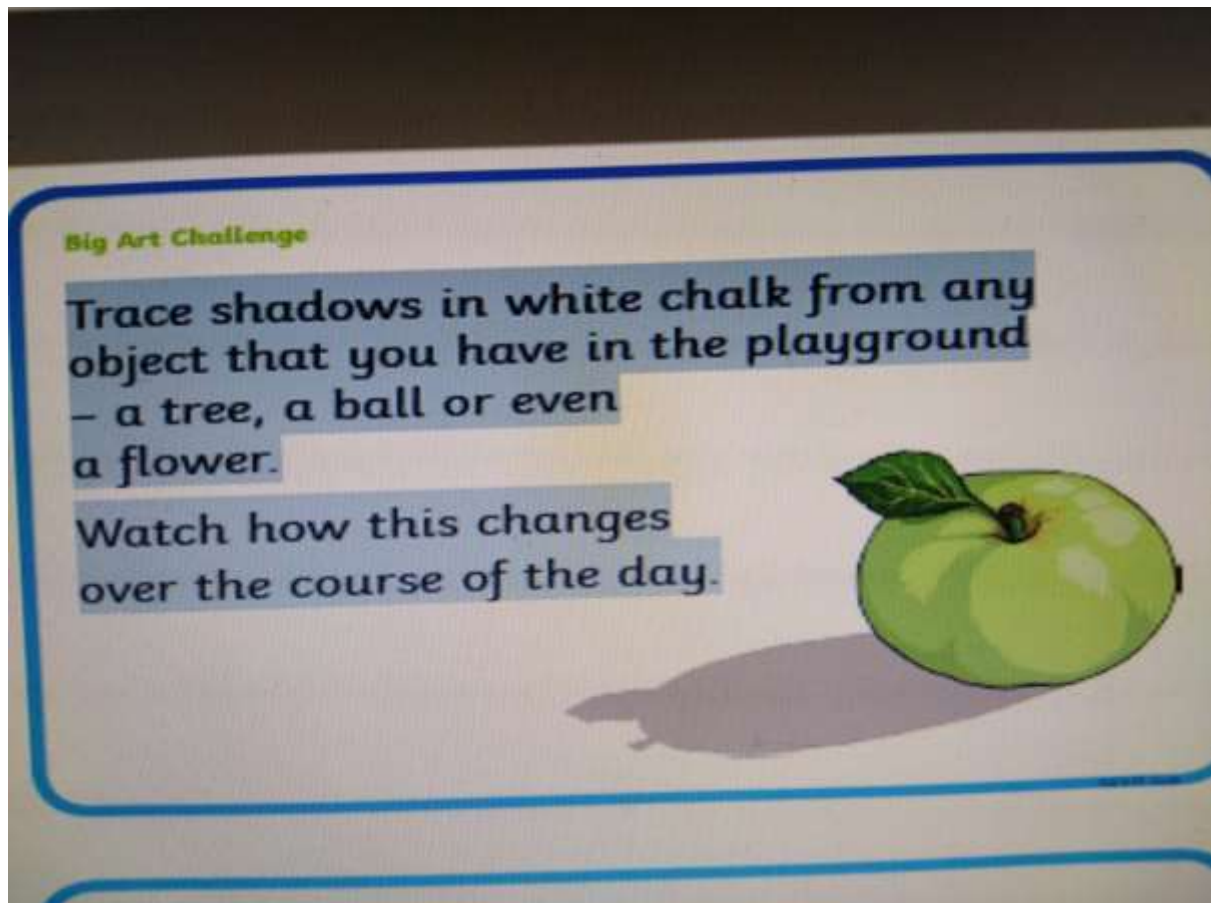 Big Art Challenge
Trace shadows in white chalk from any
object that you have in the playground
– a tree, a ball or even
a flower.
Watch how this changes
over the course of the day.